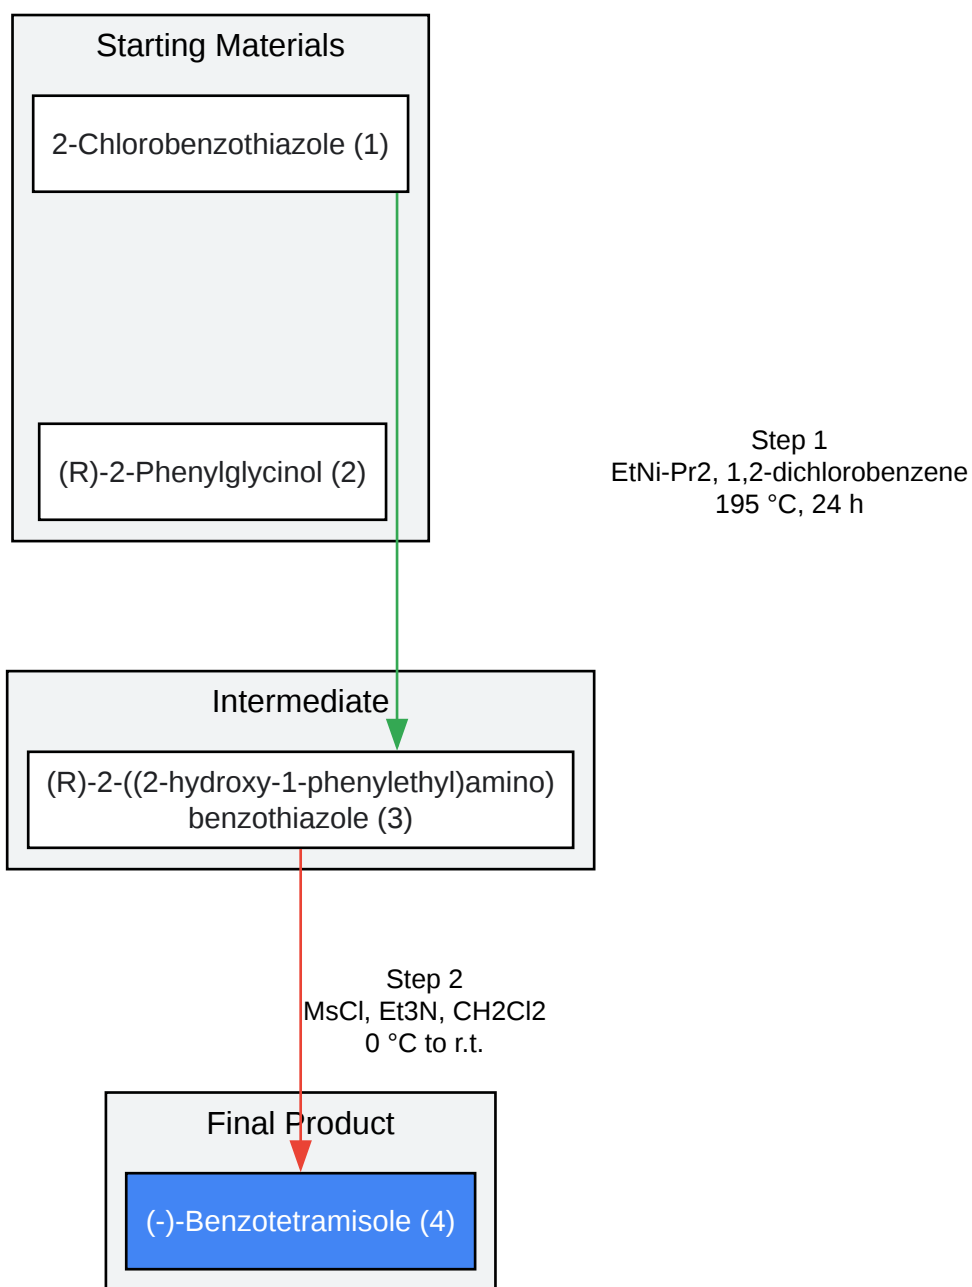 Starting Materials
2-Chlorobenzothiazole (1)
(R)-2-Phenylglycinol (2)
Step 1
EtNi-Pr2, 1,2-dichlorobenzene
195 °C, 24 h
Intermediate
(R)-2-((2-hydroxy-1-phenylethyl)amino)
benzothiazole (3)
Step 2
MsCl, Et3N, CH2Cl2
0 °C to r.t.
Final Product
(-)-Benzotetramisole (4)